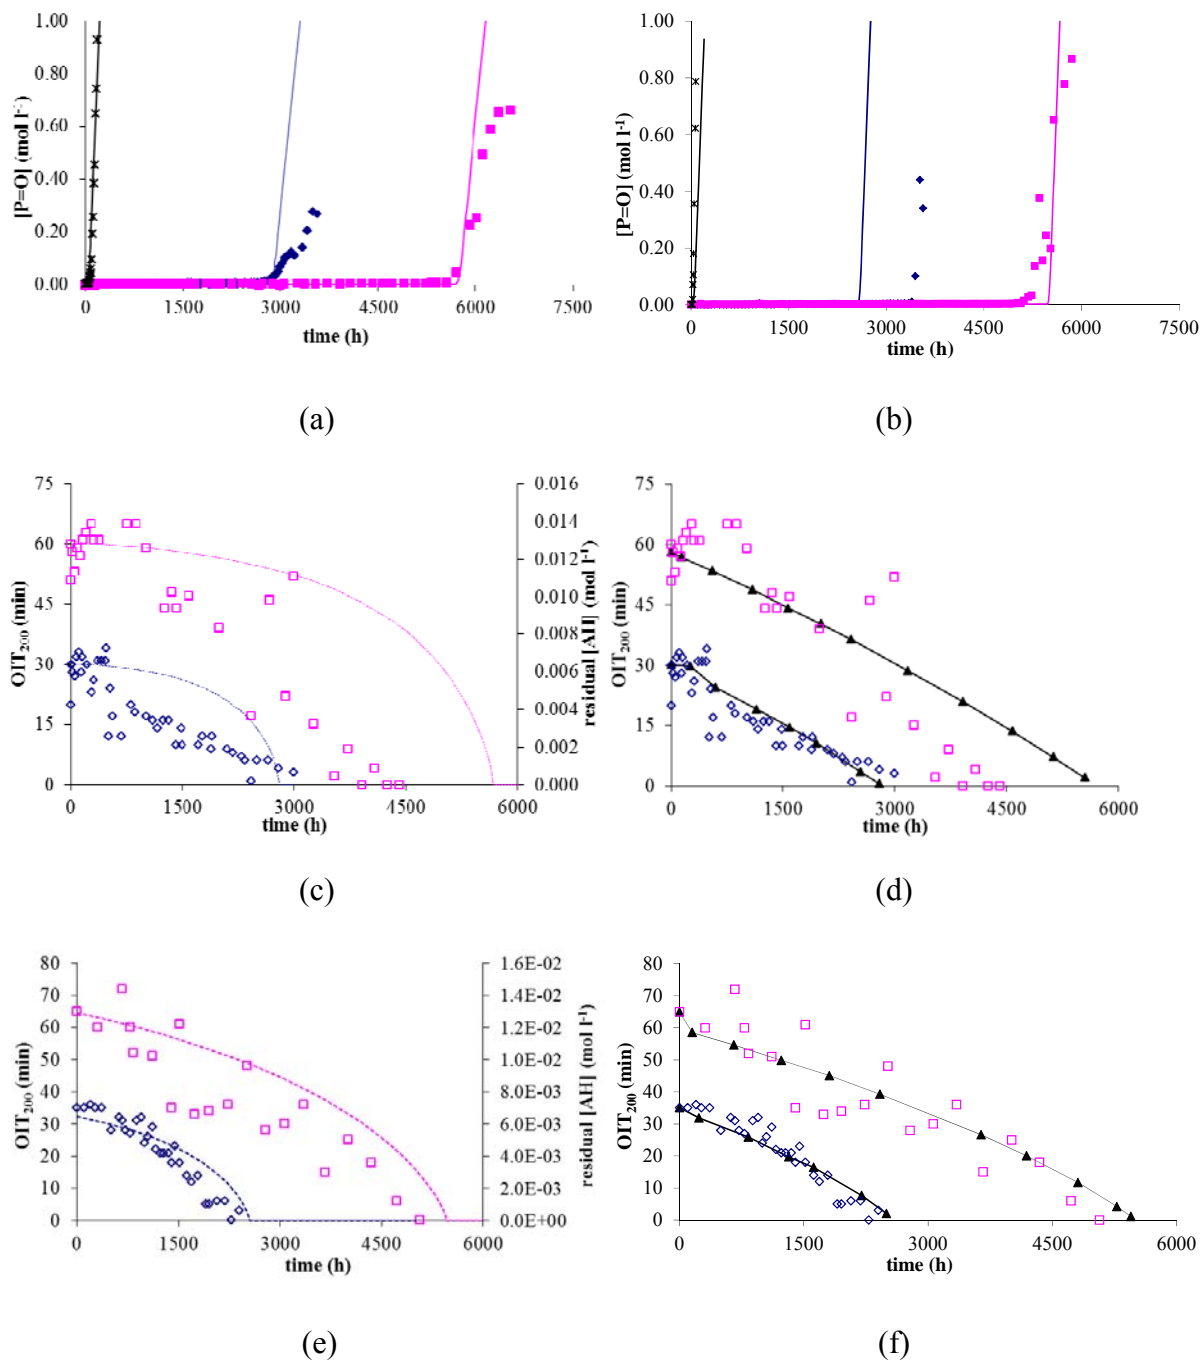 1.00
0.80
0.60
0.40
0.20
0.00
[P=O] (mol l⁻¹)
0 1500 3000 4500 6000 7500
time (h)
(a)
1.00
0.80
0.60
0.40
0.20
0.00
[P=O] (mol l⁻¹)
0 1500 3000 4500 6000 7500
time (h)
(b)
75
60
45
30
15
0
OIT₂₀₀ (min)
0.016
0.014
0.012
0.010
0.008
0.006
0.004
0.002
0.000
residual [AH] (mol l⁻¹)
0 1500 3000 4500 6000
time (h)
(c)
75
60
45
30
15
0
OIT₂₀₀ (min)
0 1500 3000 4500 6000
time (h)
(d)
80
70
60
50
40
30
20
10
0
OIT₂₀₀ (min)
1.6E-02
1.4E-02
1.2E-02
1.0E-02
8.0E-03
6.0E-03
4.0E-03
2.0E-03
0.0E+00
residual [AH] (mol l⁻¹)
0 1500 3000 4500 6000
time (h)
(e)
80
70
60
50
40
30
20
10
0
OIT₂₀₀ (min)
0 1500 3000 4500 6000
time (h)
(f)